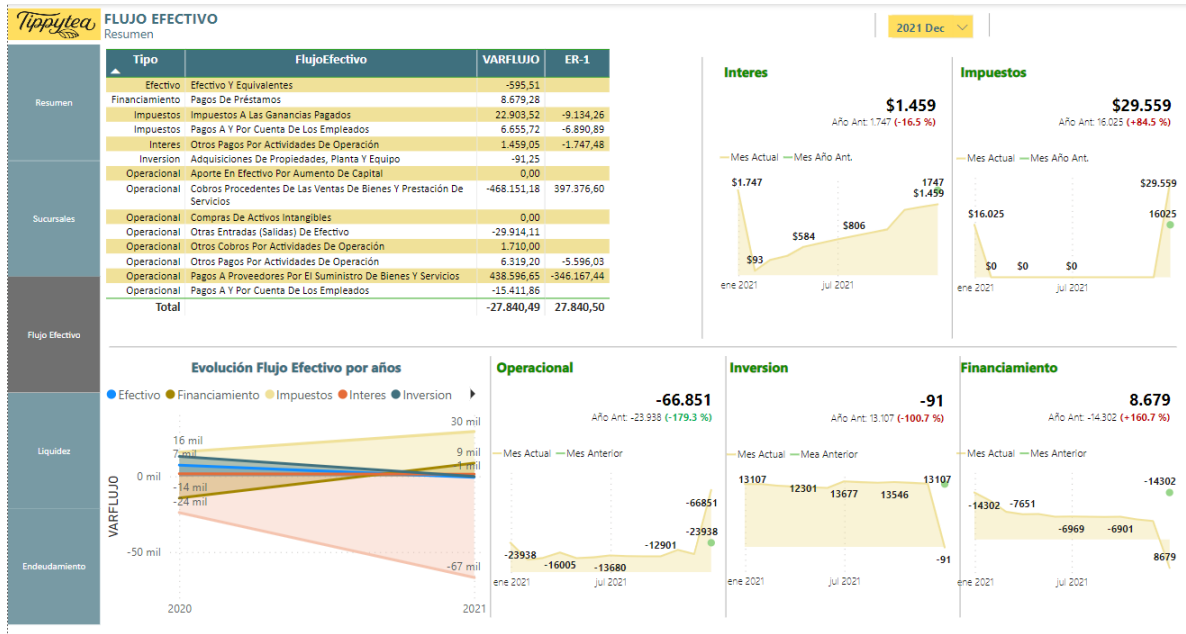 Tippytea
FLUJO EFECTIVO
Resumen
2021 Dec
Resumen
Sucursales
Flujo Efectivo
Liquidez
Endeudamiento
Tipo FlujoEfectivo VARFLUJO ER-1
Efectivo Efectivo Y Equivalentes -595,51
Financiamiento Pagos De Préstamos 8.679,28
Impuestos Impuestos A Las Ganancias Pagados 22.903,52 -9.134,26
Impuestos Pagos A Y Por Cuenta De Los Empleados 6.655,72 -6.890,89
Interes Otros Pagos Por Actividades De Operación 1.459,05 -1.747,48
Inversion Adquisiciones De Propiedades, Planta Y Equipo -91,25
Operacional Aporte En Efectivo Por Aumento De Capital 0,00
Operacional Cobros Procedentes De Las Ventas De Bienes Y Prestación De -468.151,18 397.376,60
Servicios
Operacional Compras De Activos Intangibles 0,00
Operacional Otras Entradas (Salidas) De Efectivo -29.914,11
Operacional Otros Cobros Por Actividades De Operación 1.710,00
Operacional Otros Pagos Por Actividades De Operación 6.319,20 -5.596,03
Operacional Pagos A Proveedores Por El Suministro De Bienes Y Servicios 438.596,65 -346.167,44
Operacional Pagos A Y Por Cuenta De Los Empleados -15.411,86
Total -27.840,49 27.840,50
Interes
$1.459
Año Ant: 1.747 (-16.5 %)
Mes Actual Mes Año Ant.
$1.747
1747
$1.459
$806
$584
$93
ene 2021 jul 2021
Impuestos
$29.559
Año Ant: 16.025 (+84.5 %)
Mes Actual Mes Año Ant.
$29.559
$16.025
16025
$0 $0 $0
ene 2021 jul 2021
Evolución Flujo Efectivo por años
Efectivo Financiamiento Impuestos Interes Inversion
VARFLUJO
30 mil
16 mil
7 mil
9 mil
-1 mil
0 mil
-14 mil
-24 mil
-50 mil
-67 mil
2020 2021
Operacional
-66.851
Año Ant: -23.938 (-179.3 %)
Mes Actual Mes Anterior
-66851
-23938
-12901
-23938
-16005
-13680
ene 2021 jul 2021
Inversion
-91
Año Ant: 13.107 (-100.7 %)
Mes Actual Mea Anterior
13107 13107
12301 13677 13546
-91
ene 2021 jul 2021
Financiamiento
8.679
Año Ant: -14.302 (+160.7 %)
Mes Actual Mes Anterior
-14302
-14302 -7651
-6969 -6901
8679
ene 2021 jul 2021